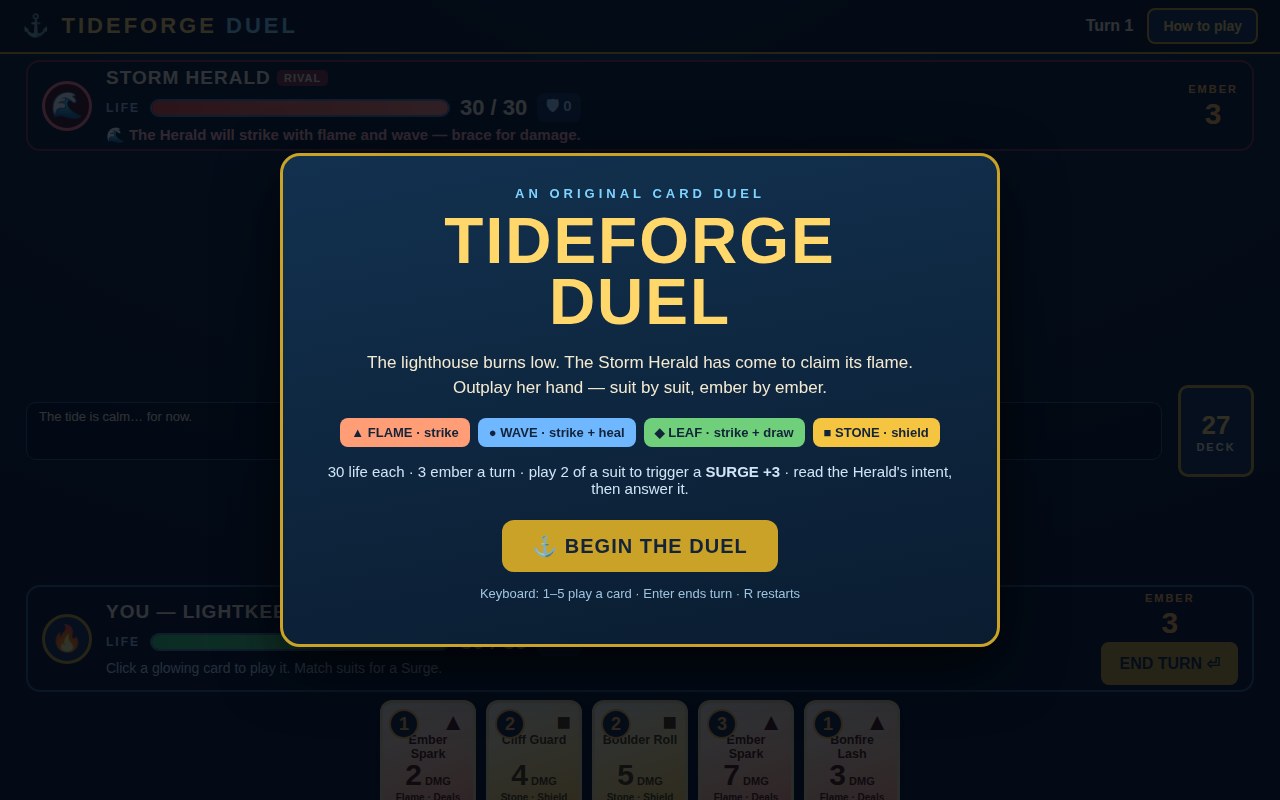 ⚓ TIDEFORGE DUEL
Turn 1
How to play
STORM HERALD RIVAL
LIFE 30 / 30 🛡 0
🌊 The Herald will strike with flame and wave — brace for damage.
EMBER
3
AN ORIGINAL CARD DUEL
TIDEFORGE
DUEL
The lighthouse burns low. The Storm Herald has come to claim its flame.
Outplay her hand — suit by suit, ember by ember.
▲ FLAME · strike
● WAVE · strike + heal
◆ LEAF · strike + draw
■ STONE · shield
30 life each · 3 ember a turn · play 2 of a suit to trigger a SURGE +3 · read the Herald's intent,
then answer it.
⚓ BEGIN THE DUEL
Keyboard: 1–5 play a card · Enter ends turn · R restarts
The tide is calm… for now.
27
DECK
YOU — LIGHTKEE
LIFE
Click a glowing card to play it. Match suits for a Surge.
EMBER
3
END TURN ⏎
1 ▲
Ember
Spark
2 DMG
Flame · Deals
2 ■
Cliff Guard
4 DMG
Stone · Shield
2 ■
Boulder Roll
5 DMG
Stone · Shield
3 ▲
Ember
Spark
7 DMG
Flame · Deals
1 ▲
Bonfire
Lash
3 DMG
Flame · Deals